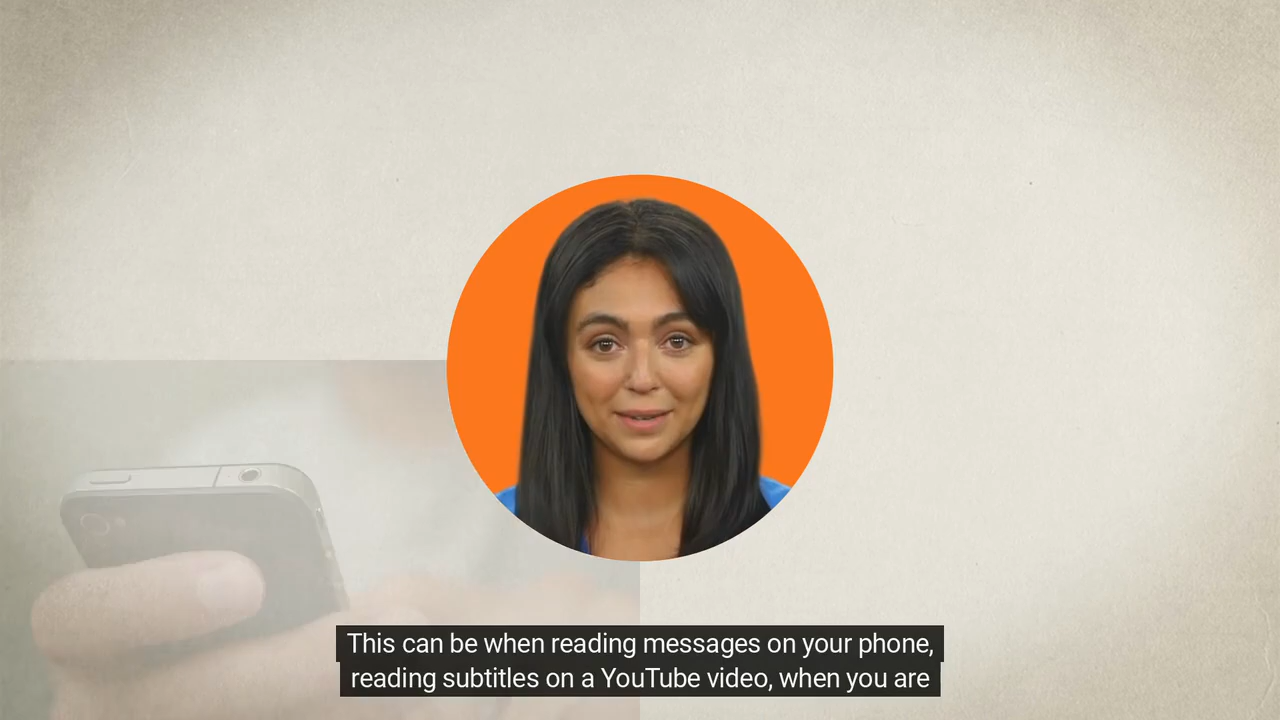 This can be when reading messages on your phone,
reading subtitles on a YouTube video, when you are